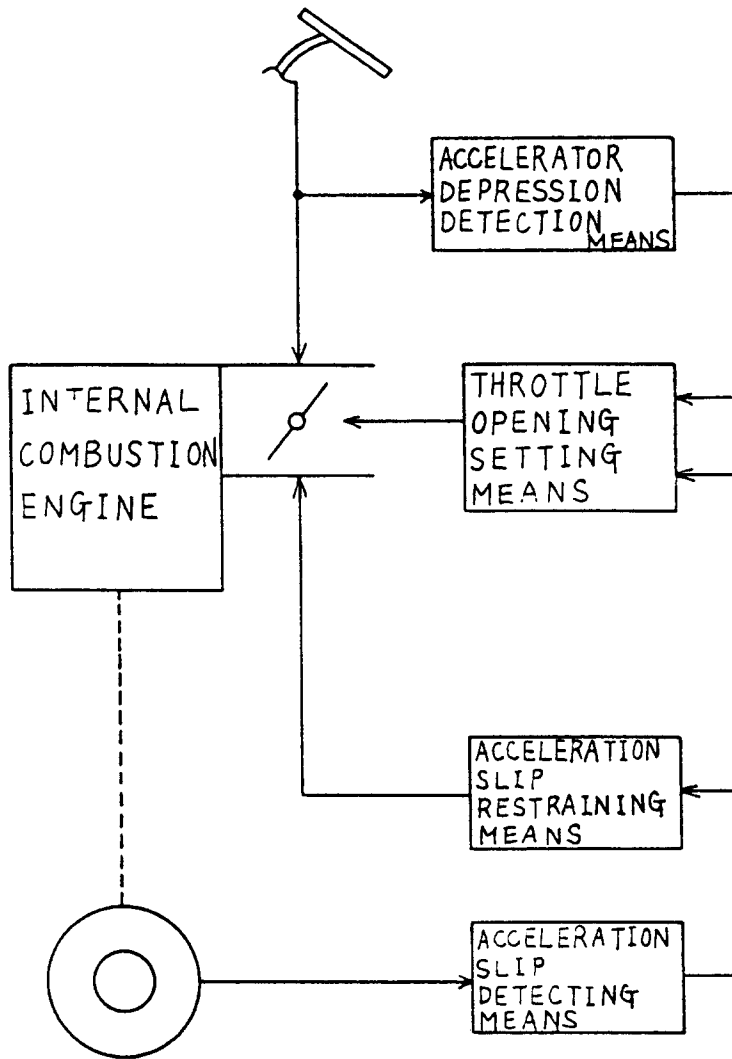 ACCELERATOR
DEPRESSION
DETECTION
MEANS
INTERNAL
COMBUSTION
ENGINE
THROTTLE
OPENING
SETTING
MEANS
ACCELERATION
SLIP
RESTRAINING
MEANS
ACCELERATION
SLIP
DETECTING
MEANS